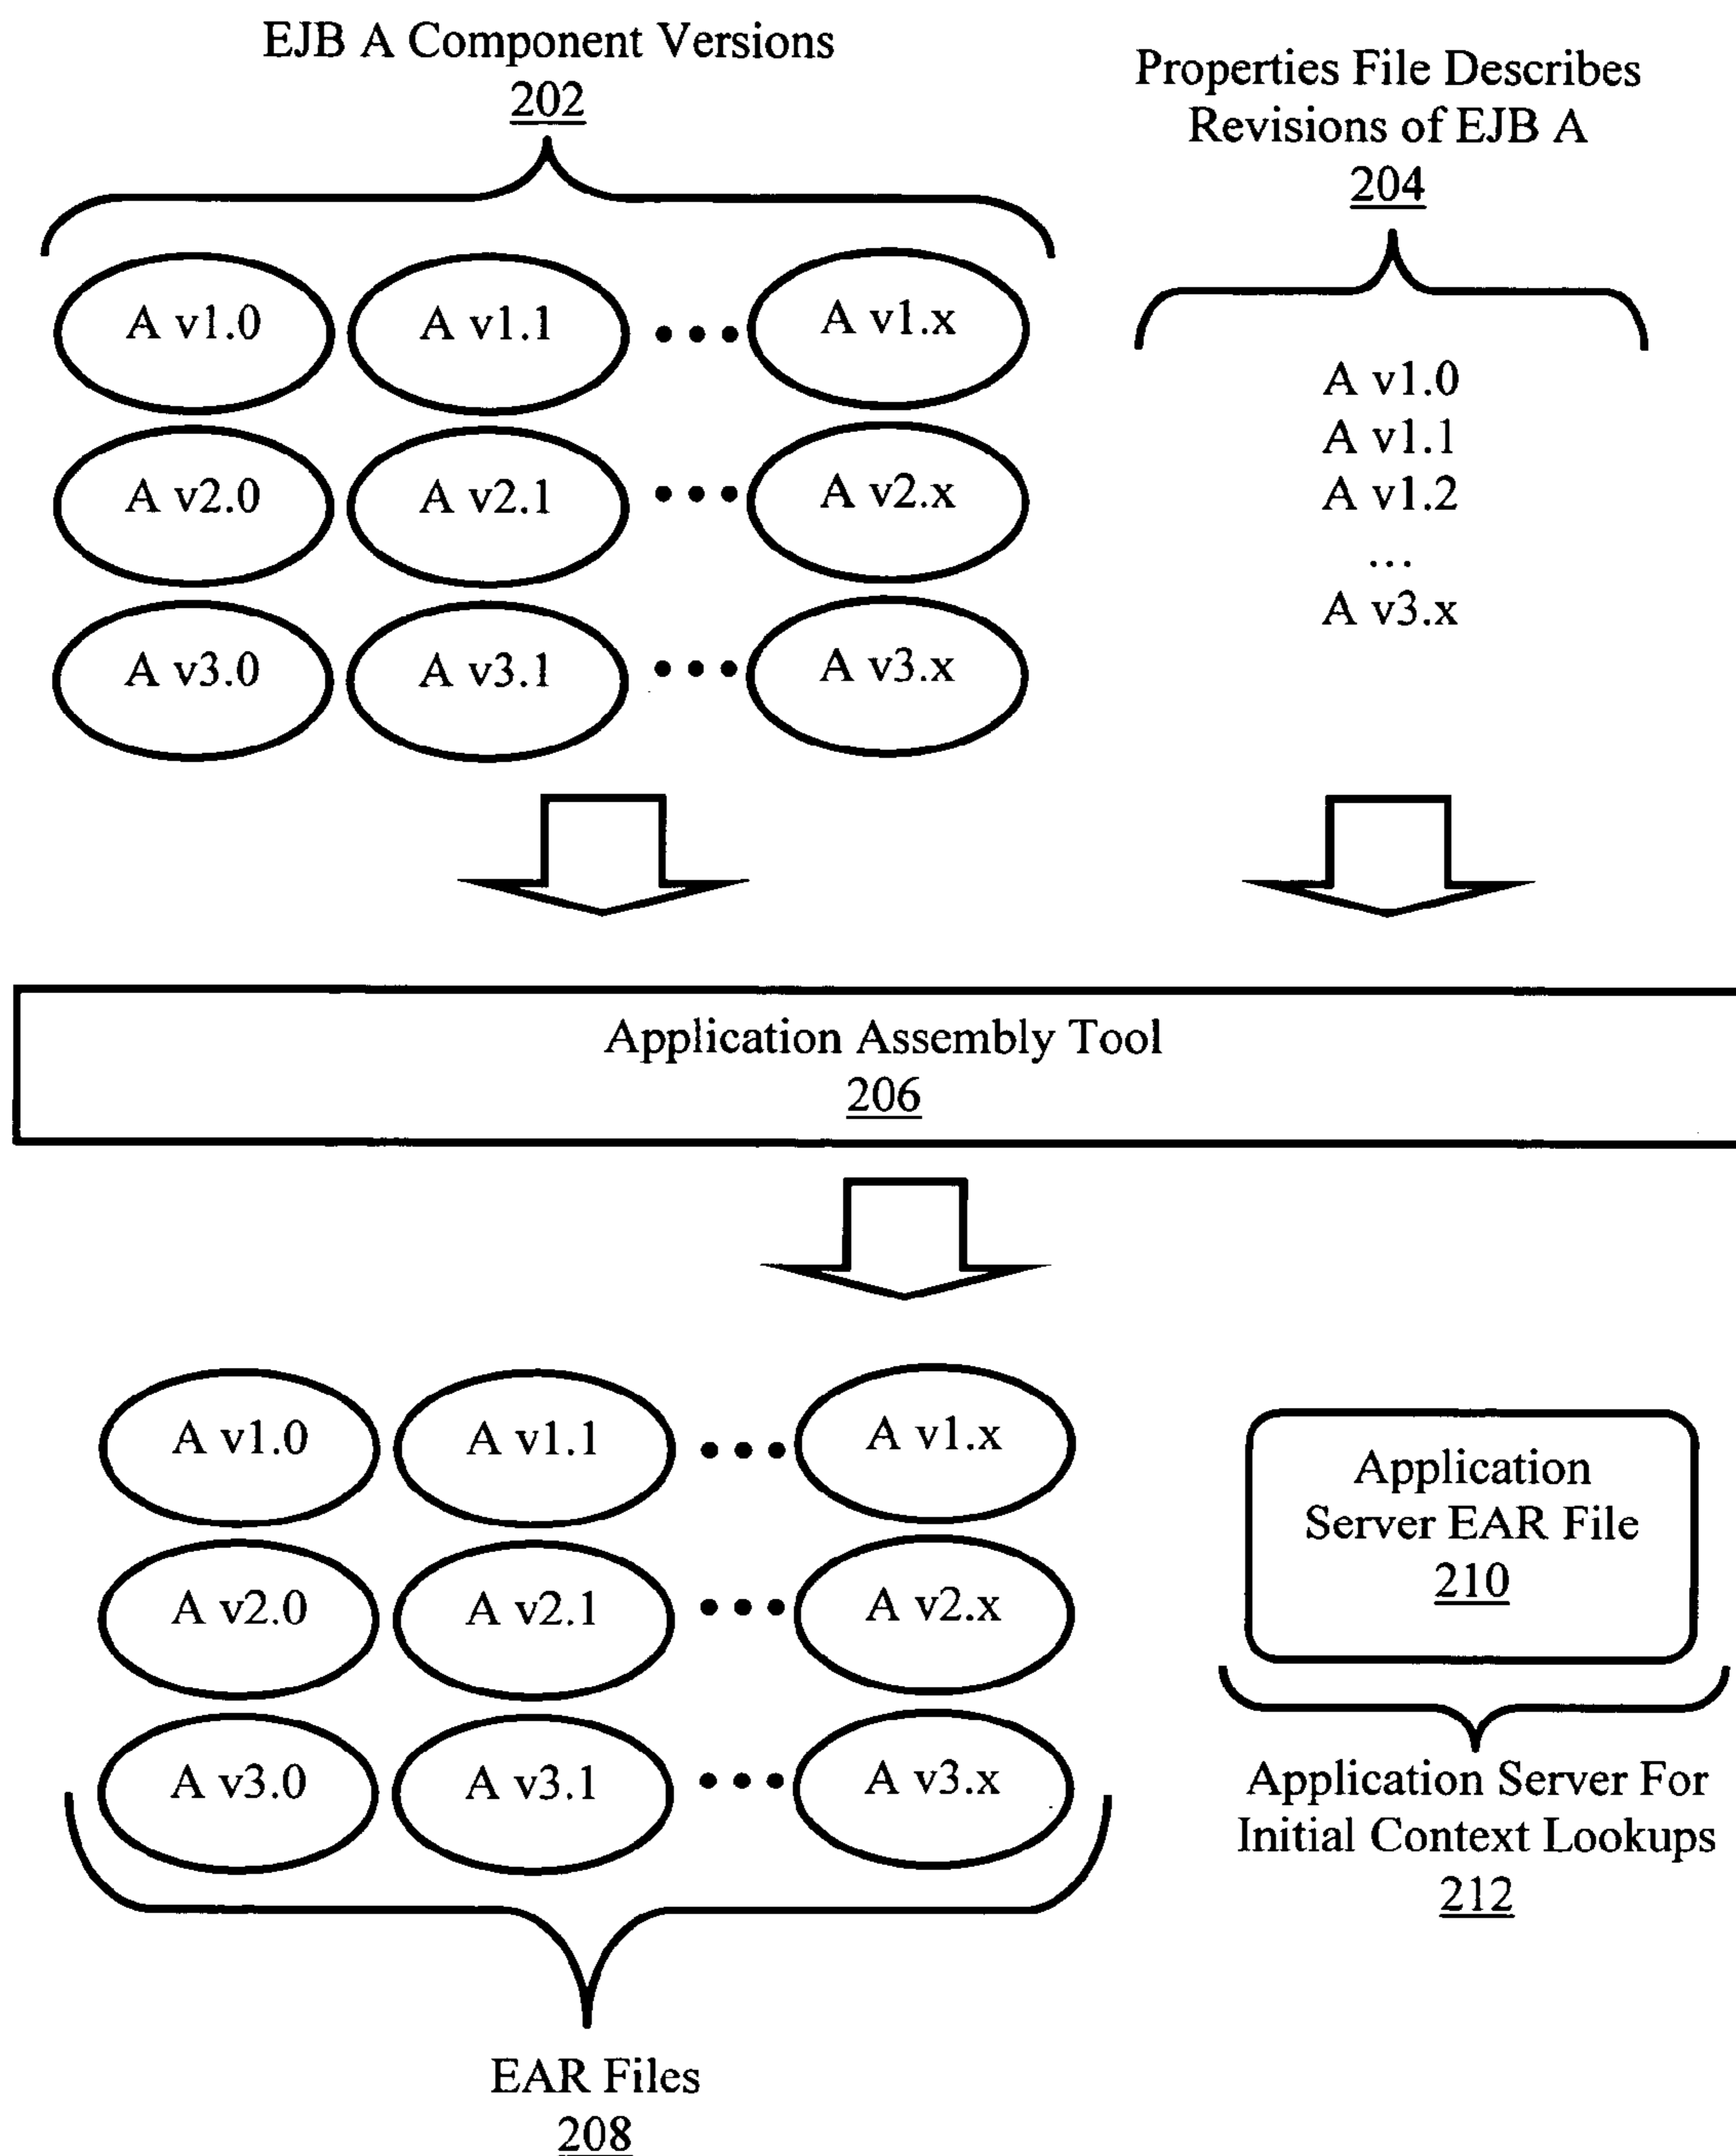 EJB A Component Versions
202
Properties File Describes
Revisions of EJB A
204
A v1.0 A v1.1 ••• A v1.x
A v2.0 A v2.1 ••• A v2.x
A v3.0 A v3.1 ••• A v3.x
A v1.0
A v1.1
A v1.2
...
A v3.x
Application Assembly Tool
206
A v1.0 A v1.1 ••• A v1.x
A v2.0 A v2.1 ••• A v2.x
A v3.0 A v3.1 ••• A v3.x
EAR Files
208
Application
Server EAR File
210
Application Server For
Initial Context Lookups
212